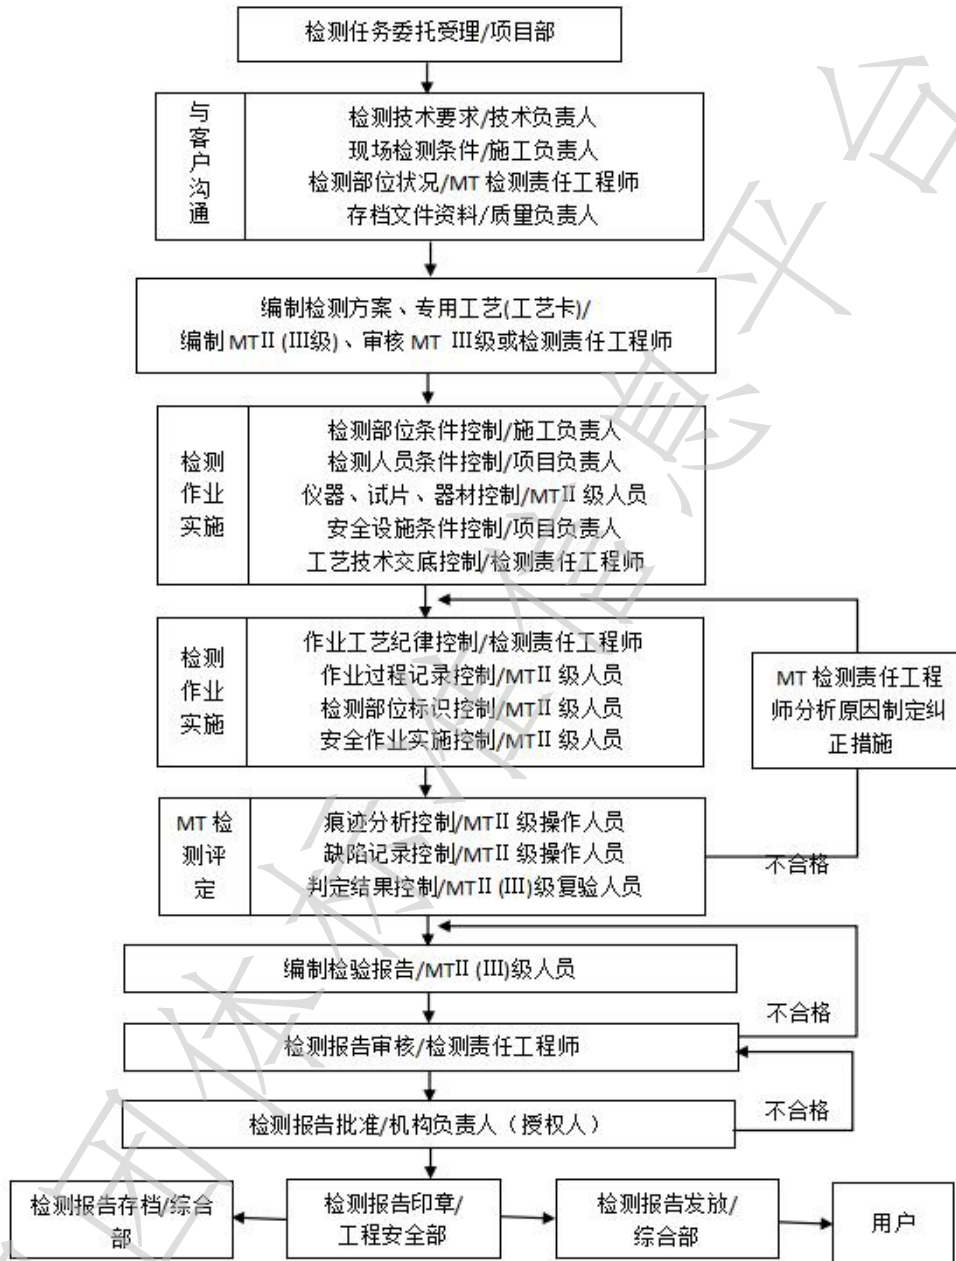 检测任务委托受理/项目部
与
客
户
沟
通
检测技术要求/技术负责人
现场检测条件/施工负责人
检测部位状况/MT 检测责任工程师
存档文件资料/质量负责人
编制检测方案、专用工艺(工艺卡)/
编制 MTⅡ (Ⅲ级)、审核 MT Ⅲ级或检测责任工程师
检测
作业
实施
检测部位条件控制/施工负责人
检测人员条件控制/项目负责人
仪器、试片、器材控制/MTⅡ 级人员
安全设施条件控制/项目负责人
工艺技术交底控制/检测责任工程师
检测
作业
实施
作业工艺纪律控制/检测责任工程师
作业过程记录控制/MTⅡ 级人员
检测部位标识控制/MTⅡ 级人员
安全作业实施控制/MTⅡ 级人员
MT 检测责任工程
师分析原因制定纠
正措施
MT 检
测评
定
痕迹分析控制/MTⅡ 级操作人员
缺陷记录控制/MTⅡ 级操作人员
判定结果控制/MTⅡ (Ⅲ)级复验人员
不合格
编制检验报告/MTⅡ (Ⅲ)级人员
不合格
检测报告审核/检测责任工程师
不合格
检测报告批准/机构负责人（授权人）
检测报告存档/综合
部
检测报告印章/
工程安全部
检测报告发放/
综合部
用户
团体标准信息平台